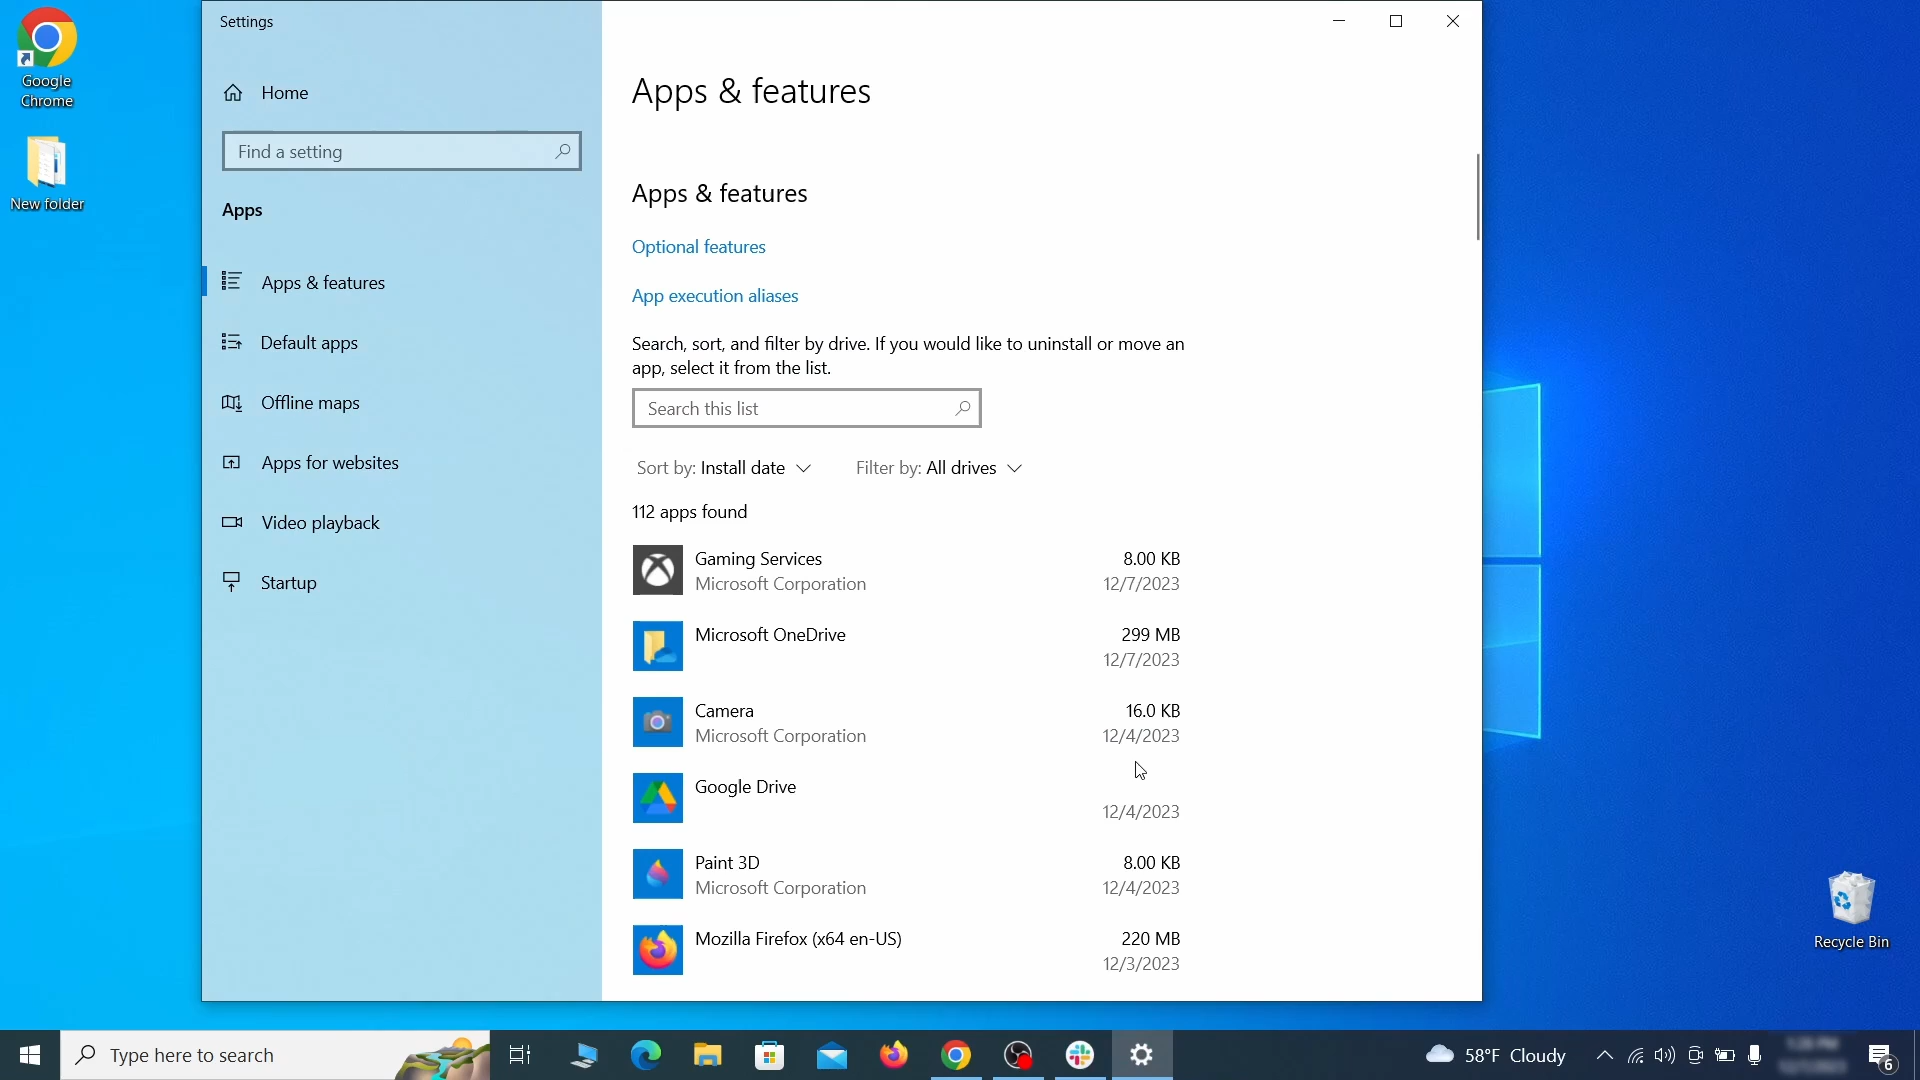 Google
Chrome
New folder
Settings
Home
Find a setting
Apps
Apps & features
Default apps
Offline maps
Apps for websites
Video playback
Startup
Apps & features
Apps & features
Optional features
App execution aliases
Search, sort, and filter by drive. If you would like to uninstall or move an
app, select it from the list.
Search this list
Sort by: Install date
Filter by: All drives
112 apps found
Gaming Services 8.00 KB
Microsoft Corporation 12/7/2023
Microsoft OneDrive 299 MB
12/7/2023
Camera 16.0 KB
Microsoft Corporation 12/4/2023
Google Drive
12/4/2023
Paint 3D 8.00 KB
Microsoft Corporation 12/4/2023
Mozilla Firefox (x64 en-US) 220 MB
12/3/2023
Recycle Bin
Type here to search
58°F Cloudy
6